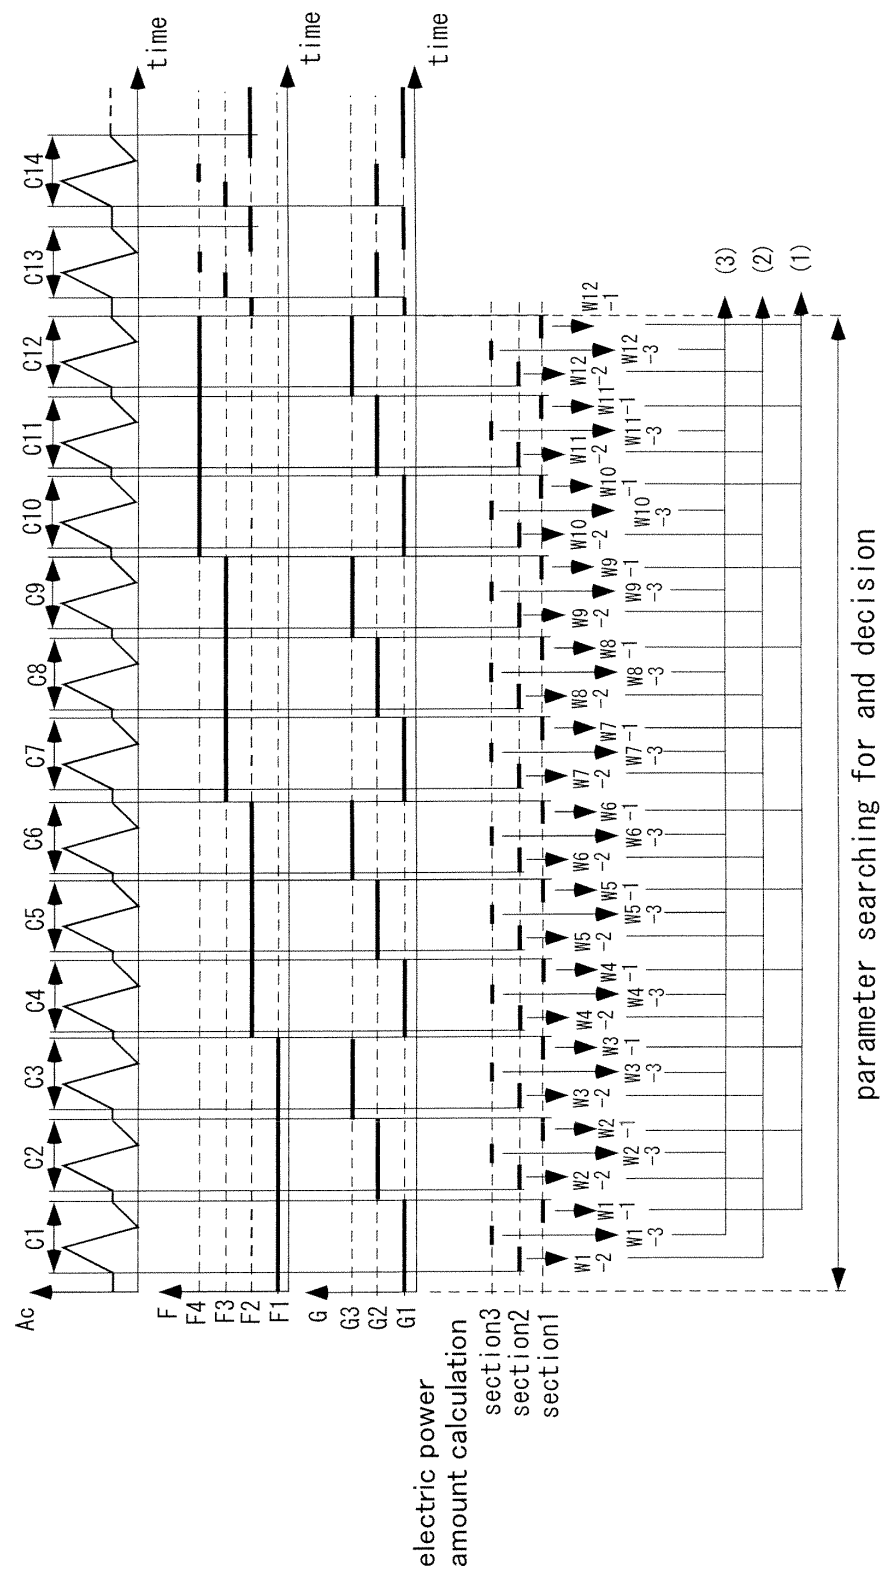 Ac
C1 C2 C3 C4 C5 C6 C7 C8 C9 C10 C11 C12 C13 C14
time
F
F4
F3
F2
F1
time
G
G3
G2
G1
time
electric power
amount calculation
section3
section2
section1
W1
-2
W1
-3
W1
-1
W2
-2
W2
-3
W2
-1
W3
-2
W3
-3
W3
-1
W4
-2
W4
-3
W4
-1
W5
-2
W5
-3
W5
-1
W6
-2
W6
-3
W6
-1
W7
-2
W7
-3
W7
-1
W8
-2
W8
-3
W8
-1
W9
-2
W9
-3
W9
-1
W10
-2
W10
-3
W10
-1
W11
-2
W11
-3
W11
-1
W12
-2
W12
-3
W12
-1
(3)
(2)
(1)
parameter searching for and decision